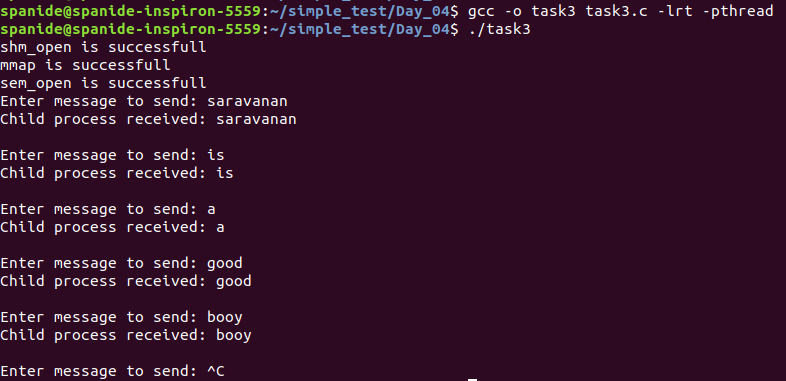 spanide@spanide-inspiron-5559:~/simple_test/Day_04$ gcc -o task3 task3.c -lrt -pthread
spanide@spanide-inspiron-5559:~/simple_test/Day_04$ ./task3
shm_open is successfull
mmap is successfull
sem_open is successfull
Enter message to send: saravanan
Child process received: saravanan
Enter message to send: is
Child process received: is
Enter message to send: a
Child process received: a
Enter message to send: good
Child process received: good
Enter message to send: booy
Child process received: booy
Enter message to send: ^C